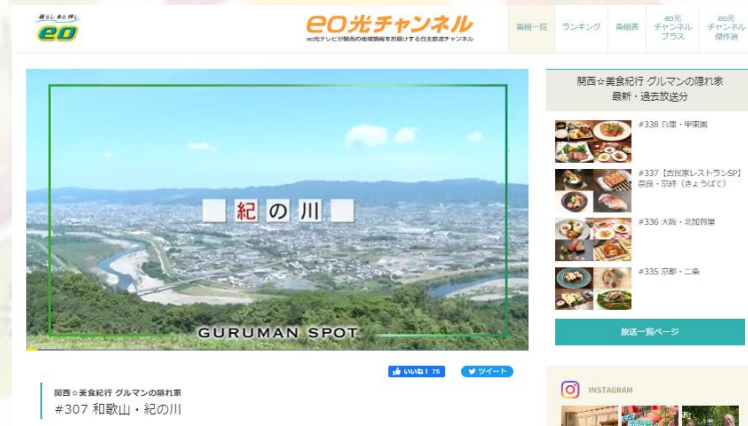 暮らし あと押し
eo
eo光チャンネル
eo光テレビが関西の地域情報をお届けする自主放送チャンネル
番組一覧
ランキング
番組表
eo光
チャンネル
プラス
eo光
チャンネル
傑作選
紀の川
GURUMAN SPOT
いいね! 75
ツイート
関西☆美食紀行 グルマンの隠れ家
#307 和歌山・紀の川
関西☆美食紀行 グルマンの隠れ家
最新・過去放送分
#338 兵庫・甲東園
#337【古民家レストランSP】
奈良・京終（きょうばて）
#336 大阪・北加賀屋
#335 京都・二条
放送一覧ページ
INSTAGRAM